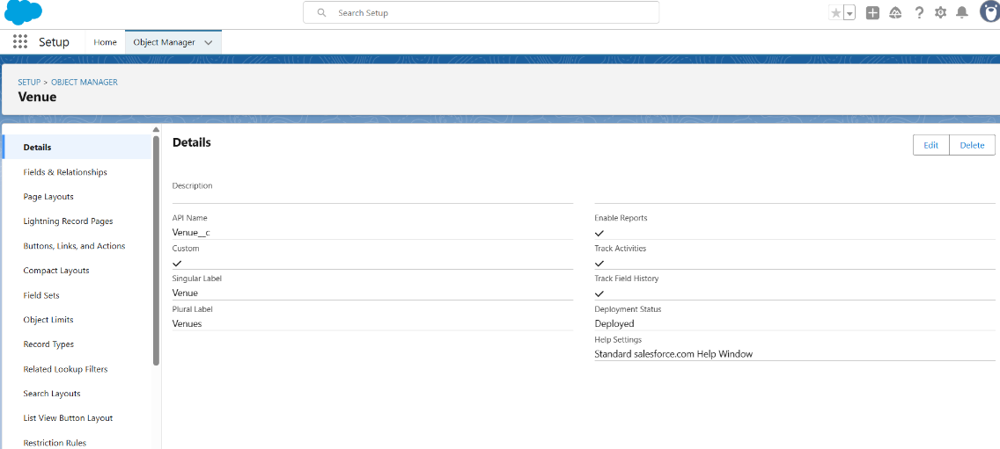 Search Setup
Setup
Home
Object Manager
SETUP > OBJECT MANAGER
Venue
Details
Fields & Relationships
Page Layouts
Lightning Record Pages
Buttons, Links, and Actions
Compact Layouts
Field Sets
Object Limits
Record Types
Related Lookup Filters
Search Layouts
List View Button Layout
Restriction Rules
Details
Edit
Delete
Description
API Name
Venue__c
Custom
Singular Label
Venue
Plural Label
Venues
Enable Reports
Track Activities
Track Field History
Deployment Status
Deployed
Help Settings
Standard salesforce.com Help Window